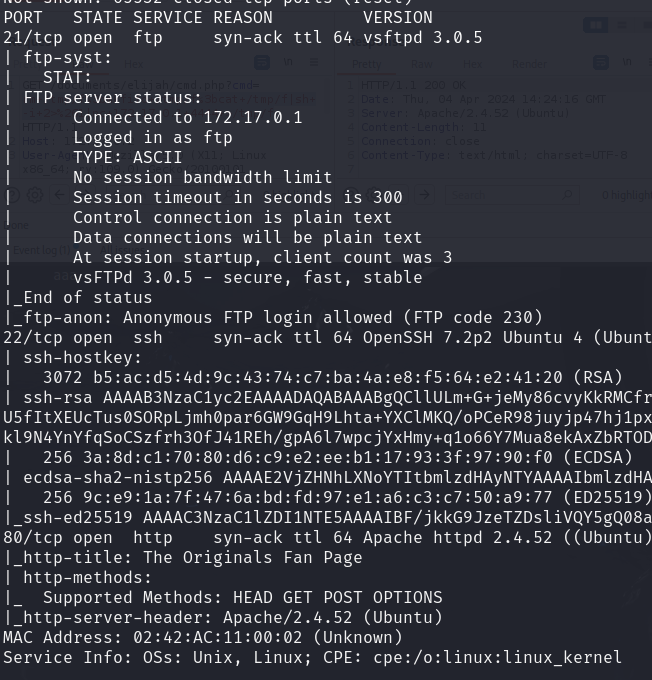 Not shown: 65532 closed tcp ports (reset)
PORT   STATE SERVICE REASON         VERSION
21/tcp open  ftp     syn-ack ttl 64 vsftpd 3.0.5
| ftp-syst:
|   STAT:
| FTP server status:
|      Connected to 172.17.0.1
|      Logged in as ftp
|      TYPE: ASCII
|      No session bandwidth limit
|      Session timeout in seconds is 300
|      Control connection is plain text
|      Data connections will be plain text
|      At session startup, client count was 3
|      vsFTPd 3.0.5 - secure, fast, stable
|_End of status
|_ftp-anon: Anonymous FTP login allowed (FTP code 230)
22/tcp open  ssh     syn-ack ttl 64 OpenSSH 7.2p2 Ubuntu 4 (Ubunt
| ssh-hostkey:
|   3072 b5:ac:d5:4d:9c:43:74:c7:ba:4a:e8:f5:64:e2:41:20 (RSA)
| ssh-rsa AAAAB3NzaC1yc2EAAAADAQABAAABgQCllULm+G+jeMy86cvyKkRMCfr
U5fItXEUcTus0SORpLjmh0par6GW9GqH9Lhta+YXClMKQ/oPCeR98juyjp47hj1px
kl9N4YnYfqSoCSzfrh3OfJ41REh/gpA6l7wpcjYxHmy+q1o66Y7Mua8ekAxZbRTOD
|   256 3a:8d:c1:70:80:d6:c9:e2:ee:b1:17:93:3f:97:90:f0 (ECDSA)
| ecdsa-sha2-nistp256 AAAAE2VjZHNhLXNoYTItbmlzdHAyNTYAAAAIbmlzdHA
|   256 9c:e9:1a:7f:47:6a:bd:fd:97:e1:a6:c3:c7:50:a9:77 (ED25519)
|_ssh-ed25519 AAAAC3NzaC1lZDI1NTE5AAAAIBF/jkkG9JzeTZDsliVQY5gQ08a
80/tcp open  http    syn-ack ttl 64 Apache httpd 2.4.52 ((Ubuntu)
|_http-title: The Originals Fan Page
| http-methods:
|_  Supported Methods: HEAD GET POST OPTIONS
|_http-server-header: Apache/2.4.52 (Ubuntu)
MAC Address: 02:42:AC:11:00:02 (Unknown)
Service Info: OSs: Unix, Linux; CPE: cpe:/o:linux:linux_kernel